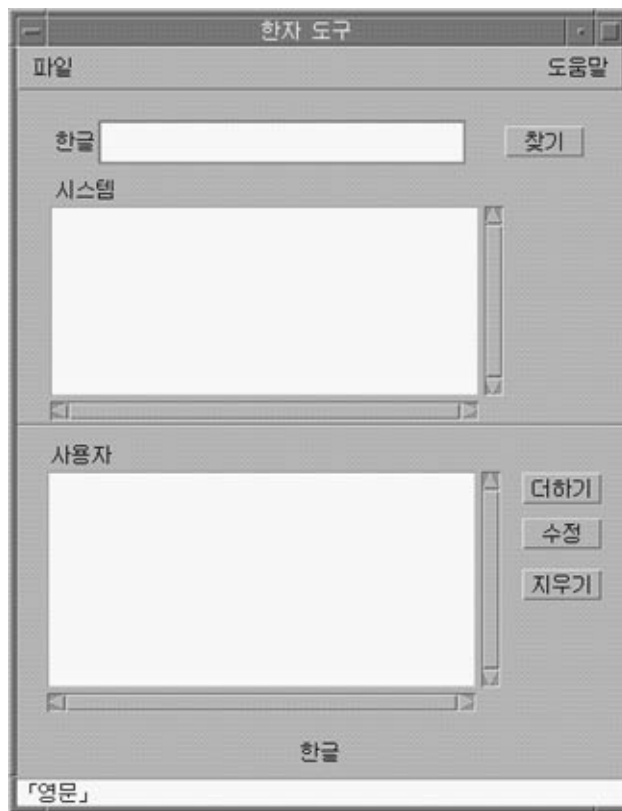 한자 도구
파일 도움말
한글 찾기
시스템
사용자
더하기
수정
지우기
한글
「영문」